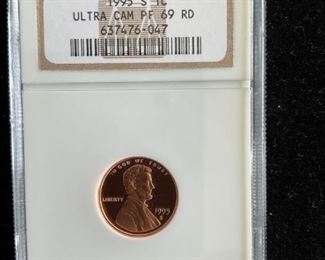 1995 S 1C
ULTRA CAM PF 69 RD
637476-047
IN GOD WE TRUST
LIBERTY
1995
S